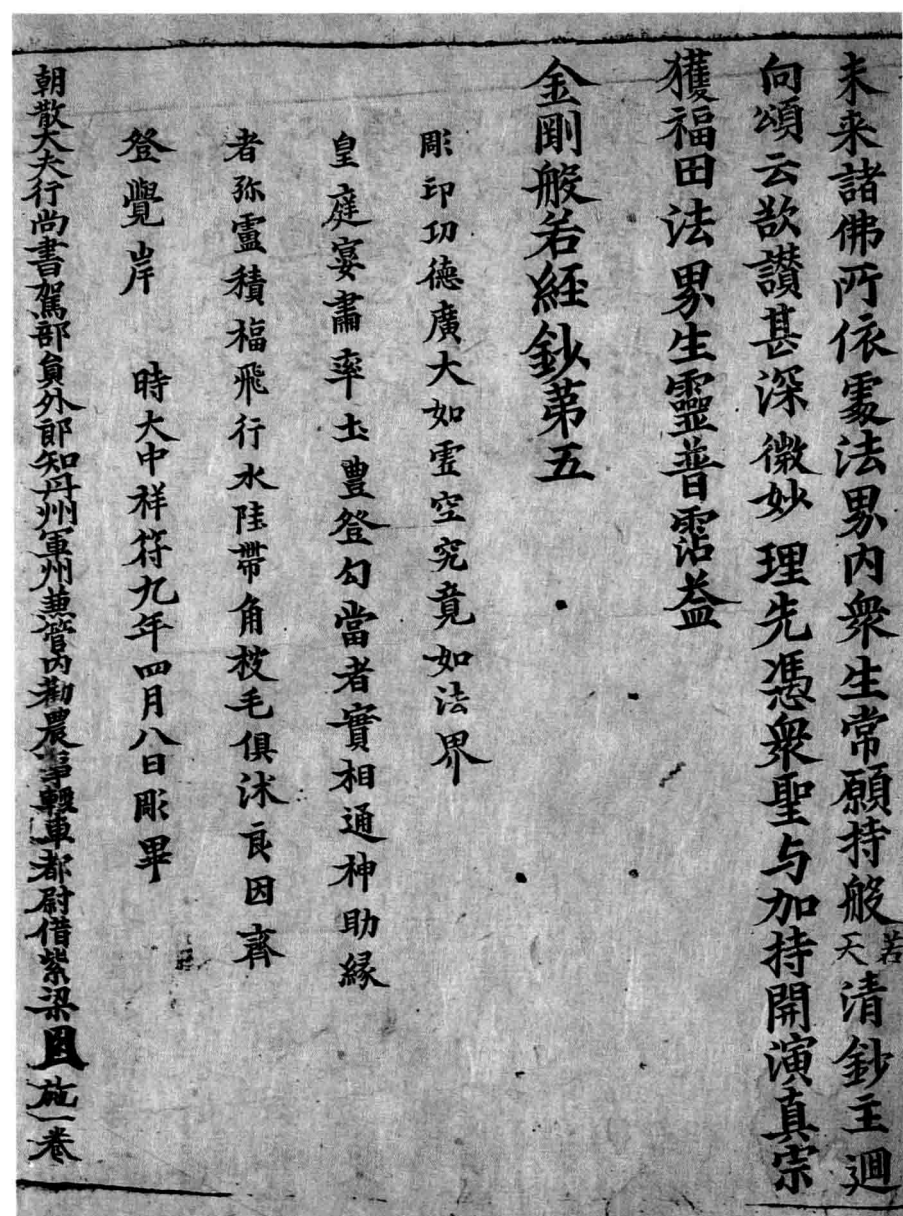 未来諸佛所依處法界内衆生常願持般若天清鈔主迴
向頌云欲讃甚深微妙理先憑衆聖与加持開演真宗
獲福田法界生靈普霑益
金剛般若經鈔第五
彫印功德廣大如虛空究竟如法界
皇庭宴肅率土豊登勾當者實相通神助縁
者弥盧積福飛行水陸帶角披毛俱沐良因齊
登覺岸　時大中祥符九年四月八日彫畢
朝散大夫行尚書駕部員外郎知丹州軍州兼管内勸農事輕車都尉借紫梁夙施一卷